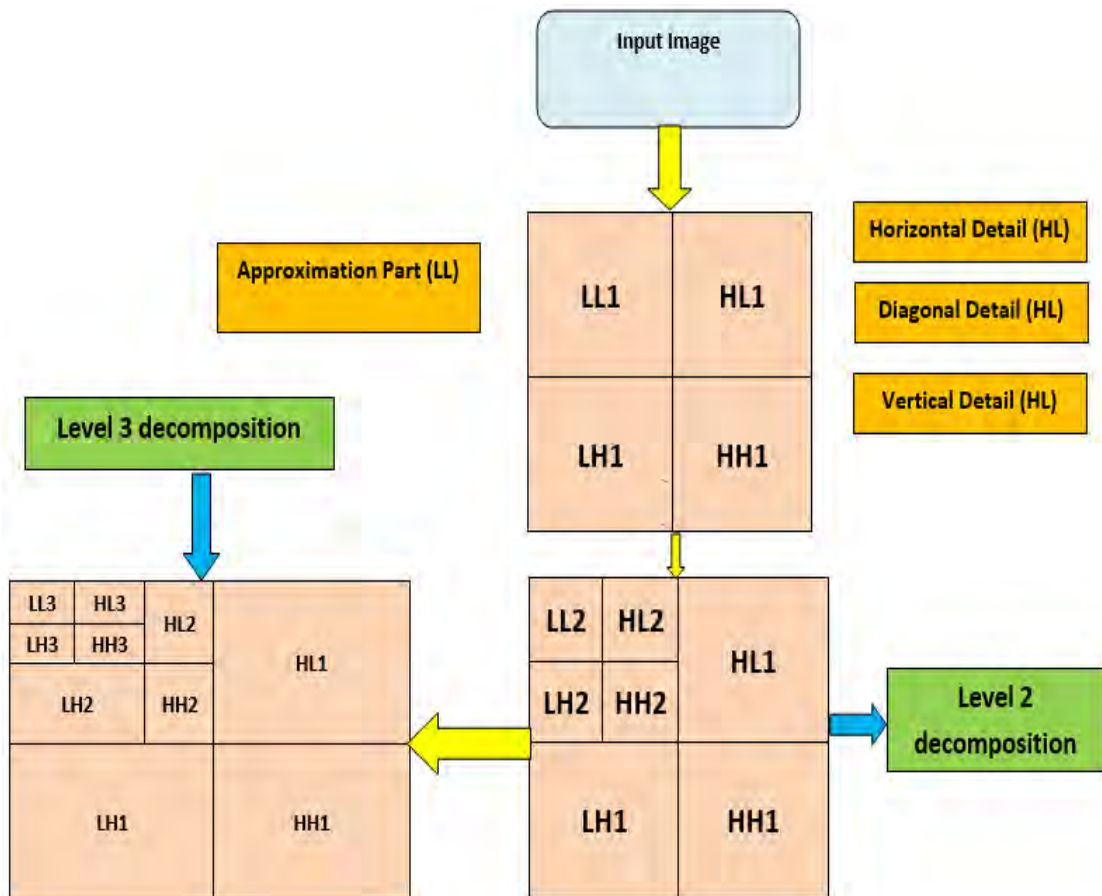 Input Image
Approximation Part (LL)
LL1 HL1
LH1 HH1
Horizontal Detail (HL)
Diagonal Detail (HL)
Vertical Detail (HL)
Level 3 decomposition
LL3 HL3 HL2 HL1
LH3 HH3
LH2 HH2
LH1 HH1
LL2 HL2 HL1
LH2 HH2
LH1 HH1
Level 2
decomposition